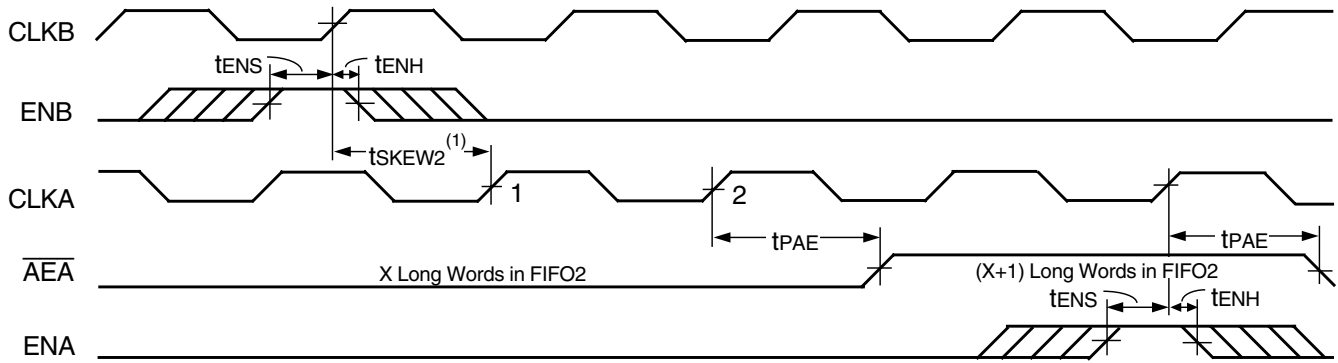 CLKB
tENS tENH
ENB
tSKEW2 (1)
CLKA 1 2
tPAE tPAE
AEA X Long Words in FIFO2 (X+1) Long Words in FIFO2
tENS tENH
ENA